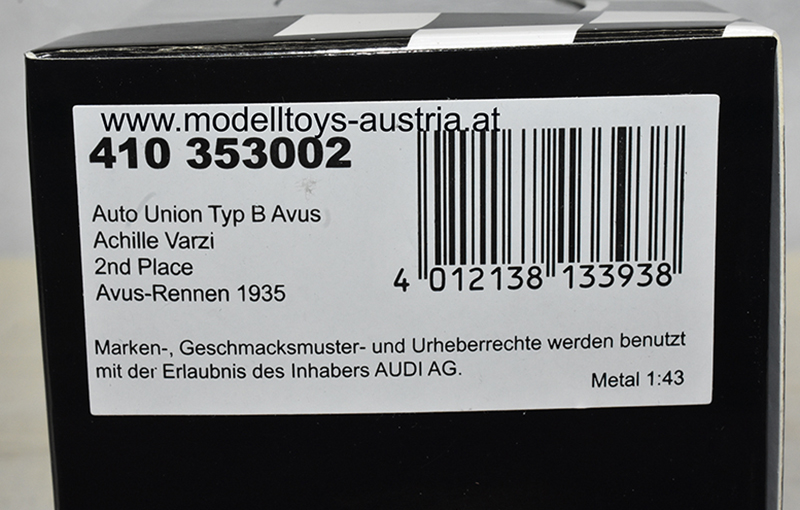 www.modelltoys-austria.at
410 353002
Auto Union Typ B Avus
Achille Varzi
2nd Place
Avus-Rennen 1935
4 012138 133938
Marken-, Geschmacksmuster- und Urheberrechte werden benutzt
mit der Erlaubnis des Inhabers AUDI AG.
Metal 1:43